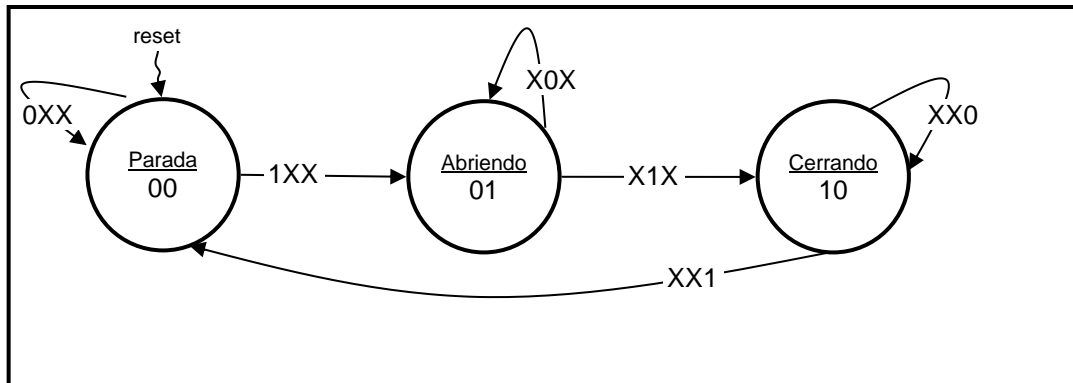 reset
0XX
Parada
00
1XX
X0X
Abriendo
01
X1X
Cerrando
10
XX0
XX1